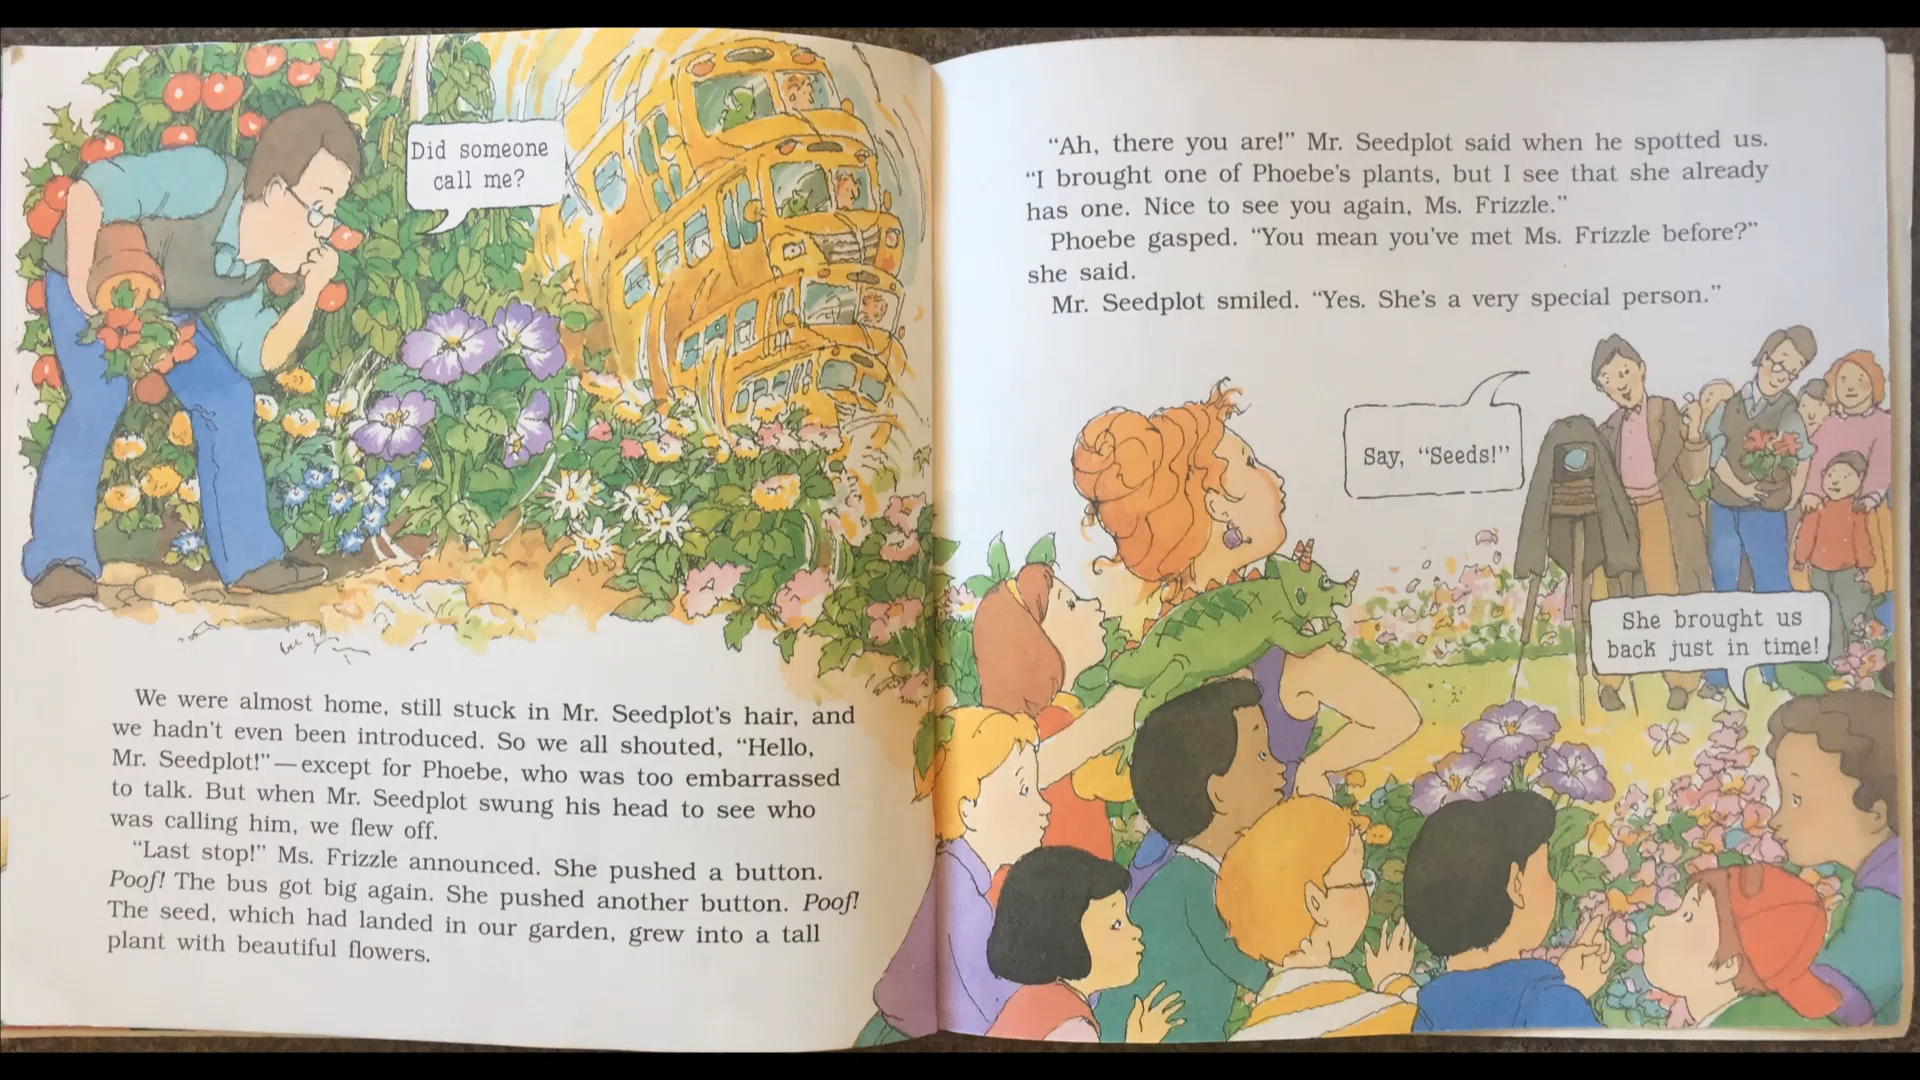 Did someone
call me?
We were almost home, still stuck in Mr. Seedplot's hair, and
we hadn't even been introduced. So we all shouted, “Hello,
Mr. Seedplot!”—except for Phoebe, who was too embarrassed
to talk. But when Mr. Seedplot swung his head to see who
was calling him, we flew off.
“Last stop!” Ms. Frizzle announced. She pushed a button.
Poof! The bus got big again. She pushed another button. Poof!
The seed, which had landed in our garden, grew into a tall
plant with beautiful flowers.
“Ah, there you are!” Mr. Seedplot said when he spotted us.
“I brought one of Phoebe's plants, but I see that she already
has one. Nice to see you again, Ms. Frizzle.”
Phoebe gasped. “You mean you've met Ms. Frizzle before?”
she said.
Mr. Seedplot smiled. “Yes. She's a very special person.”
Say, “Seeds!”
She brought us
back just in time!